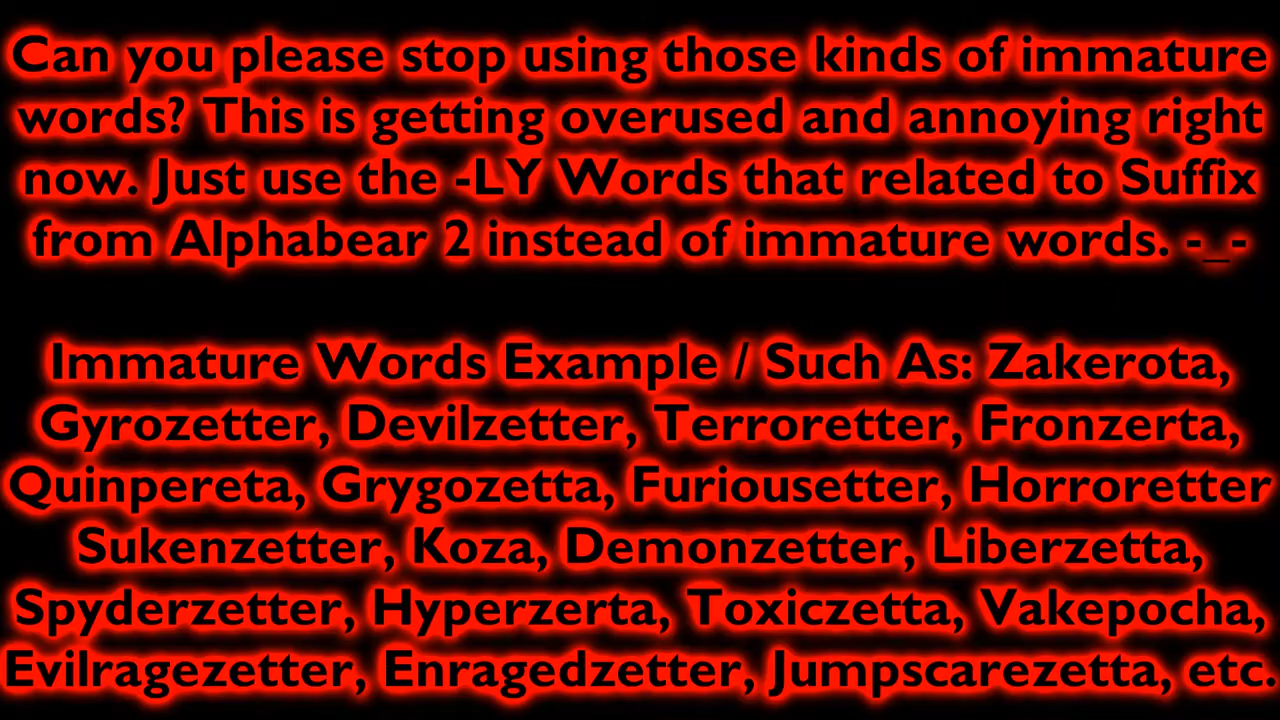 Can you please stop using those kinds of immature
words? This is getting overused and annoying right
now. Just use the -LY Words that related to Suffix
from Alphabear 2 instead of immature words. -_-
Immature Words Example / Such As: Zakerota,
Gyrozetter, Devilzetter, Terroretter, Fronzerta,
Quinpereta, Grygozetta, Furiousetter, Horroretter
Sukenzetter, Koza, Demonzetter, Liberzetta,
Spyderzetter, Hyperzerta, Toxiczetta, Vakepocha,
Evilragezetter, Enragedzetter, Jumpscarezetta, etc.